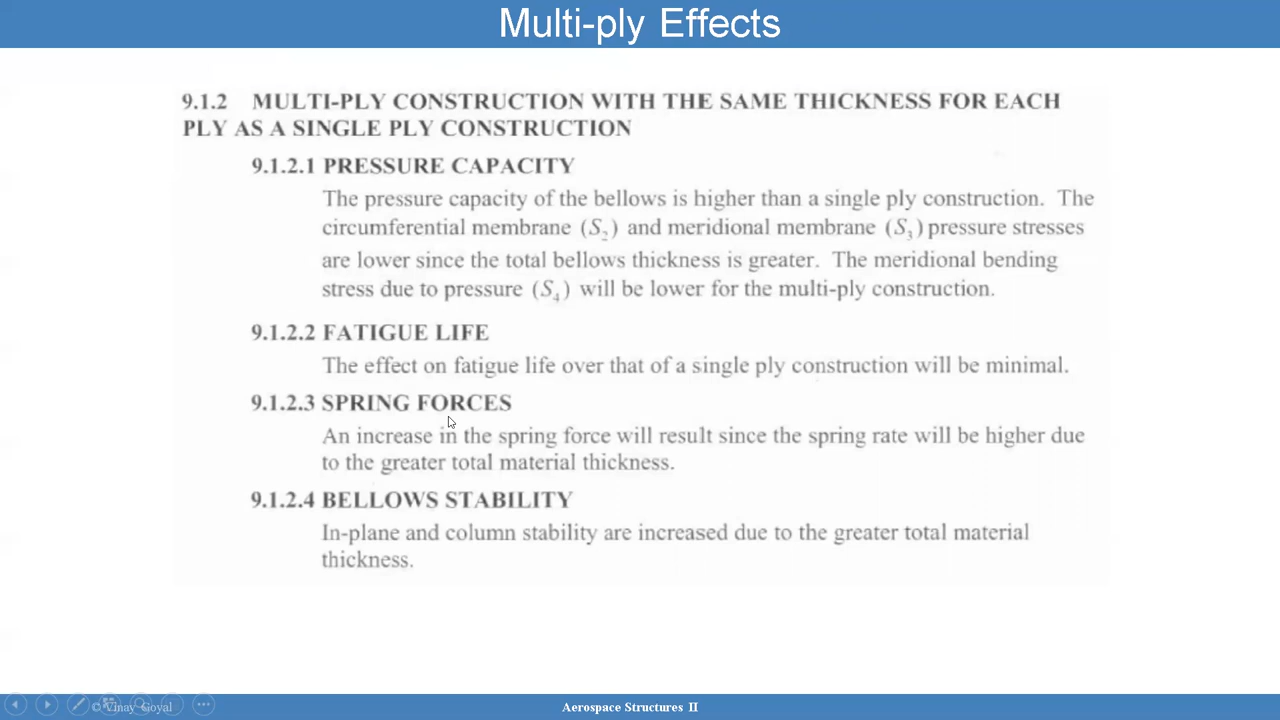 Multi-ply Effects
9.1.2 MULTI-PLY CONSTRUCTION WITH THE SAME THICKNESS FOR EACH
PLY AS A SINGLE PLY CONSTRUCTION
9.1.2.1 PRESSURE CAPACITY
The pressure capacity of the bellows is higher than a single ply construction. The
circumferential membrane (S₂) and meridional membrane (S₃) pressure stresses
are lower since the total bellows thickness is greater. The meridional bending
stress due to pressure (S₄) will be lower for the multi-ply construction.
9.1.2.2 FATIGUE LIFE
The effect on fatigue life over that of a single ply construction will be minimal.
9.1.2.3 SPRING FORCES
An increase in the spring force will result since the spring rate will be higher due
to the greater total material thickness.
9.1.2.4 BELLOWS STABILITY
In-plane and column stability are increased due to the greater total material
thickness.
© Vinay Goyal
Aerospace Structures II